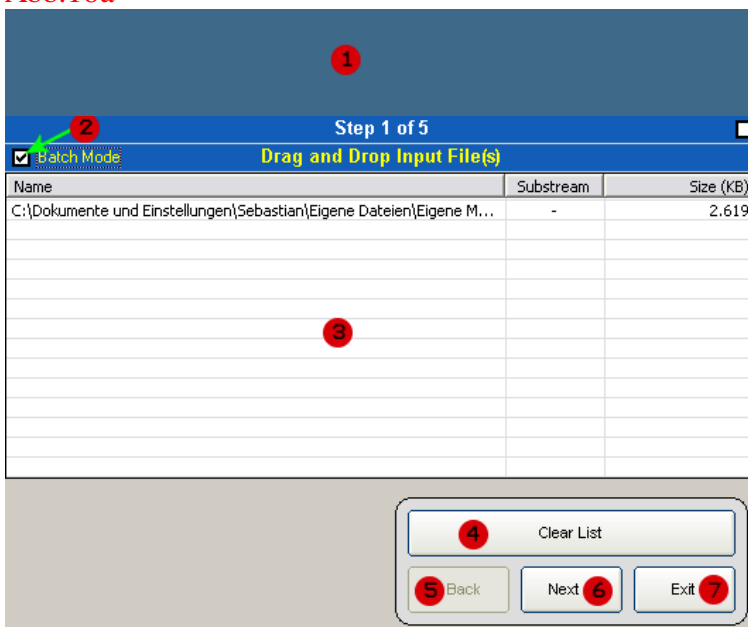 1
2 Step 1 of 5
Batch Mode Drag and Drop Input File(s)
Name Substream Size (KB)
C:\Dokumente und Einstellungen\Sebastian\Eigene Dateien\Eigene M... - 2.619
3
4 Clear List
5 Back Next 6 Exit 7